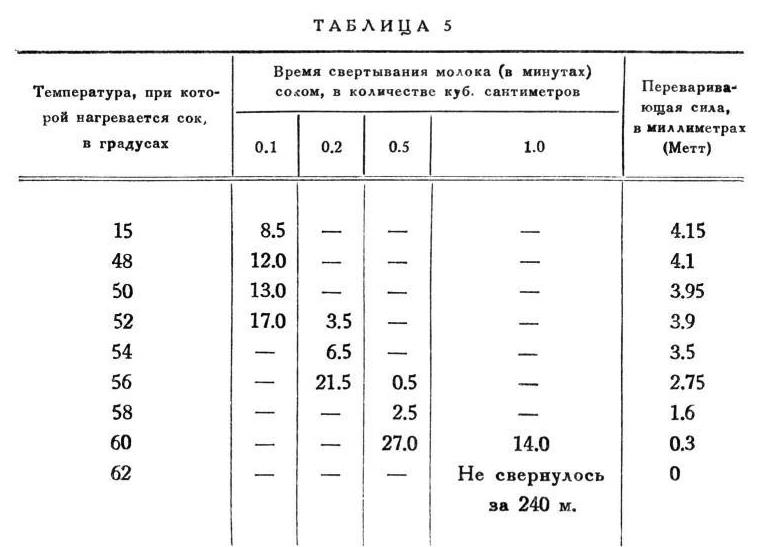 ТАБЛИЦА 5
Температура, при кото-
рой нагревается сок,
в градусах
Время свертывания молока (в минутах)
соком, в количестве куб. сантиметров
0.1 0.2 0.5 1.0
Переварива-
ющая сила,
в миллиметрах
(Метт)
15 8.5 — — — 4.15
48 12.0 — — — 4.1
50 13.0 — — — 3.95
52 17.0 3.5 — — 3.9
54 — 6.5 — — 3.5
56 — 21.5 0.5 — 2.75
58 — — 2.5 — 1.6
60 — — 27.0 14.0 0.3
62 — — — Не свернулось 0
за 240 м.